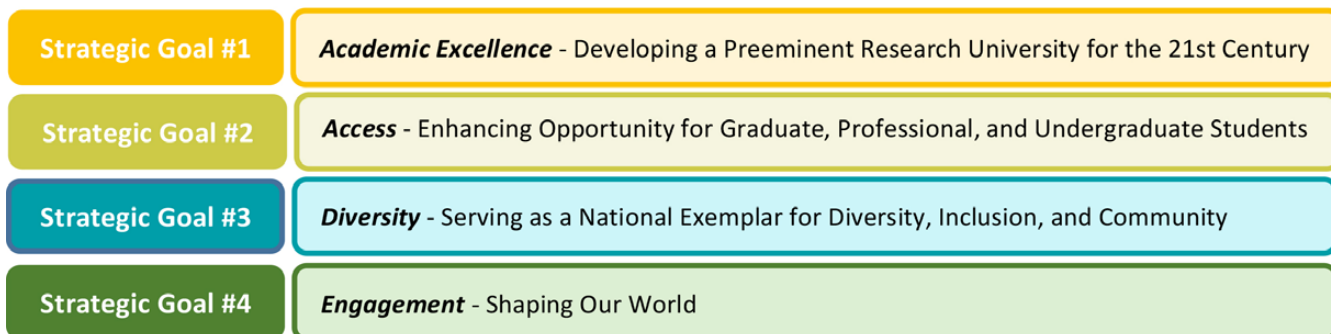 Strategic Goal #1
Academic Excellence - Developing a Preeminent Research University for the 21st Century
Strategic Goal #2
Access - Enhancing Opportunity for Graduate, Professional, and Undergraduate Students
Strategic Goal #3
Diversity - Serving as a National Exemplar for Diversity, Inclusion, and Community
Strategic Goal #4
Engagement - Shaping Our World